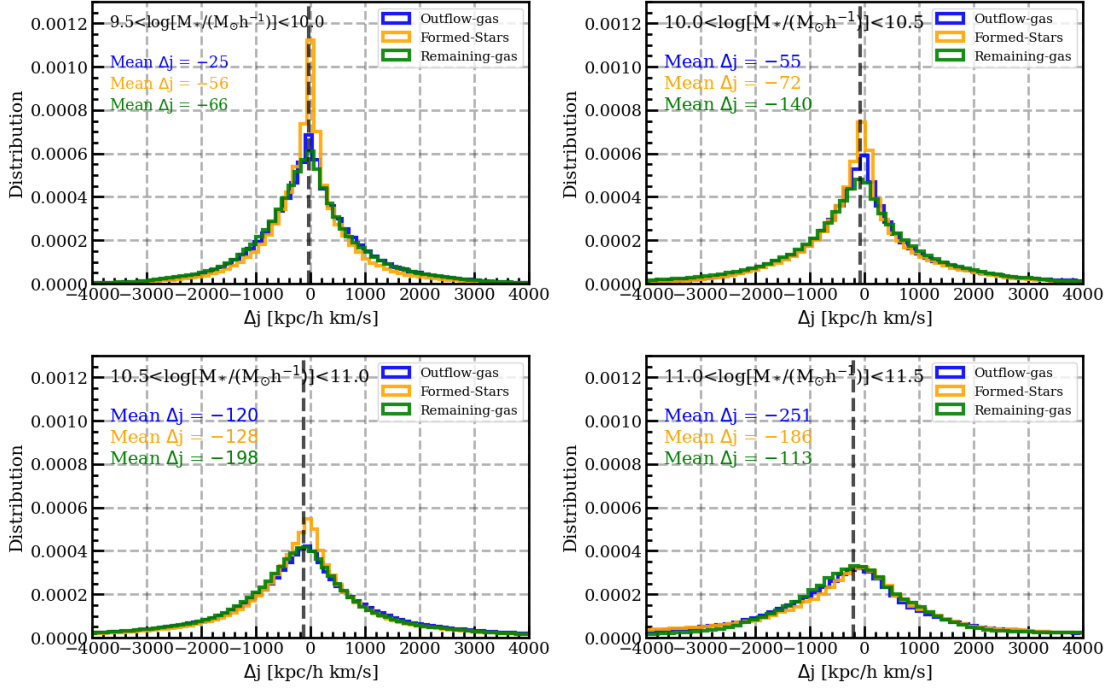 9.5<log[M*/(M⊙h⁻¹)]<10.0
Mean Δj = −25
Mean Δj = −56
Mean Δj = −66
Outflow-gas
Formed-Stars
Remaining-gas
Distribution
0.0012
0.0010
0.0008
0.0006
0.0004
0.0002
0.0000
−4000 −3000 −2000 −1000 0 1000 2000 3000 4000
Δj [kpc/h km/s]
10.0<log[M*/(M⊙h⁻¹)]<10.5
Mean Δj = −55
Mean Δj = −72
Mean Δj = −140
Outflow-gas
Formed-Stars
Remaining-gas
Distribution
0.0012
0.0010
0.0008
0.0006
0.0004
0.0002
0.0000
−4000 −3000 −2000 −1000 0 1000 2000 3000 4000
Δj [kpc/h km/s]
10.5<log[M*/(M⊙h⁻¹)]<11.0
Mean Δj = −120
Mean Δj = −128
Mean Δj = −198
Outflow-gas
Formed-Stars
Remaining-gas
Distribution
0.0012
0.0010
0.0008
0.0006
0.0004
0.0002
0.0000
−4000 −3000 −2000 −1000 0 1000 2000 3000 4000
Δj [kpc/h km/s]
11.0<log[M*/(M⊙h⁻¹)]<11.5
Mean Δj = −251
Mean Δj = −186
Mean Δj = −113
Outflow-gas
Formed-Stars
Remaining-gas
Distribution
0.0012
0.0010
0.0008
0.0006
0.0004
0.0002
0.0000
−4000 −3000 −2000 −1000 0 1000 2000 3000 4000
Δj [kpc/h km/s]